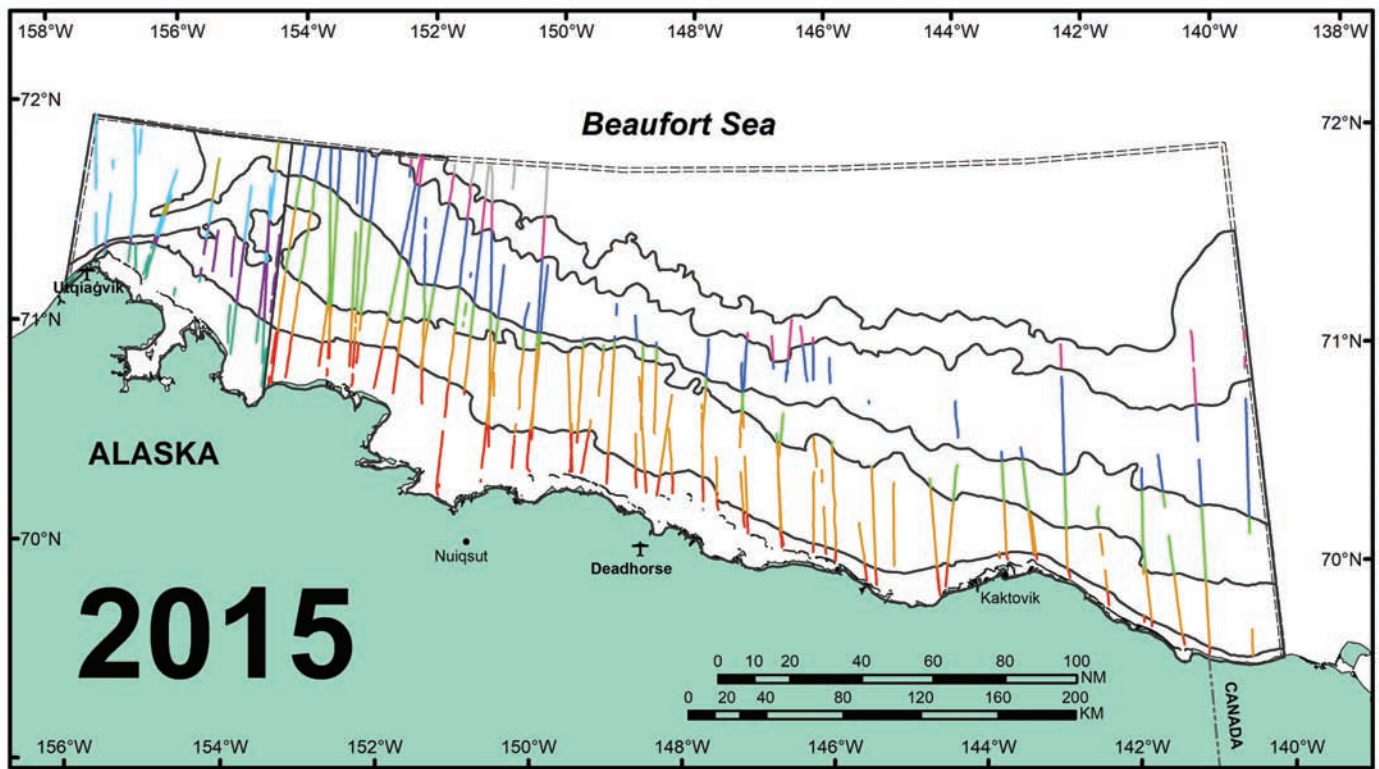 158°W 156°W 154°W 152°W 150°W 148°W 146°W 144°W 142°W 140°W 138°W
72°N 72°N
Beaufort Sea
Utqiaġvik
71°N 71°N
ALASKA
70°N 70°N
Nuiqsut
Deadhorse
Kaktovik
2015
0 10 20 40 60 80 100
NM
0 20 40 80 120 160 200
KM
CANADA
156°W 154°W 152°W 150°W 148°W 146°W 144°W 142°W 140°W